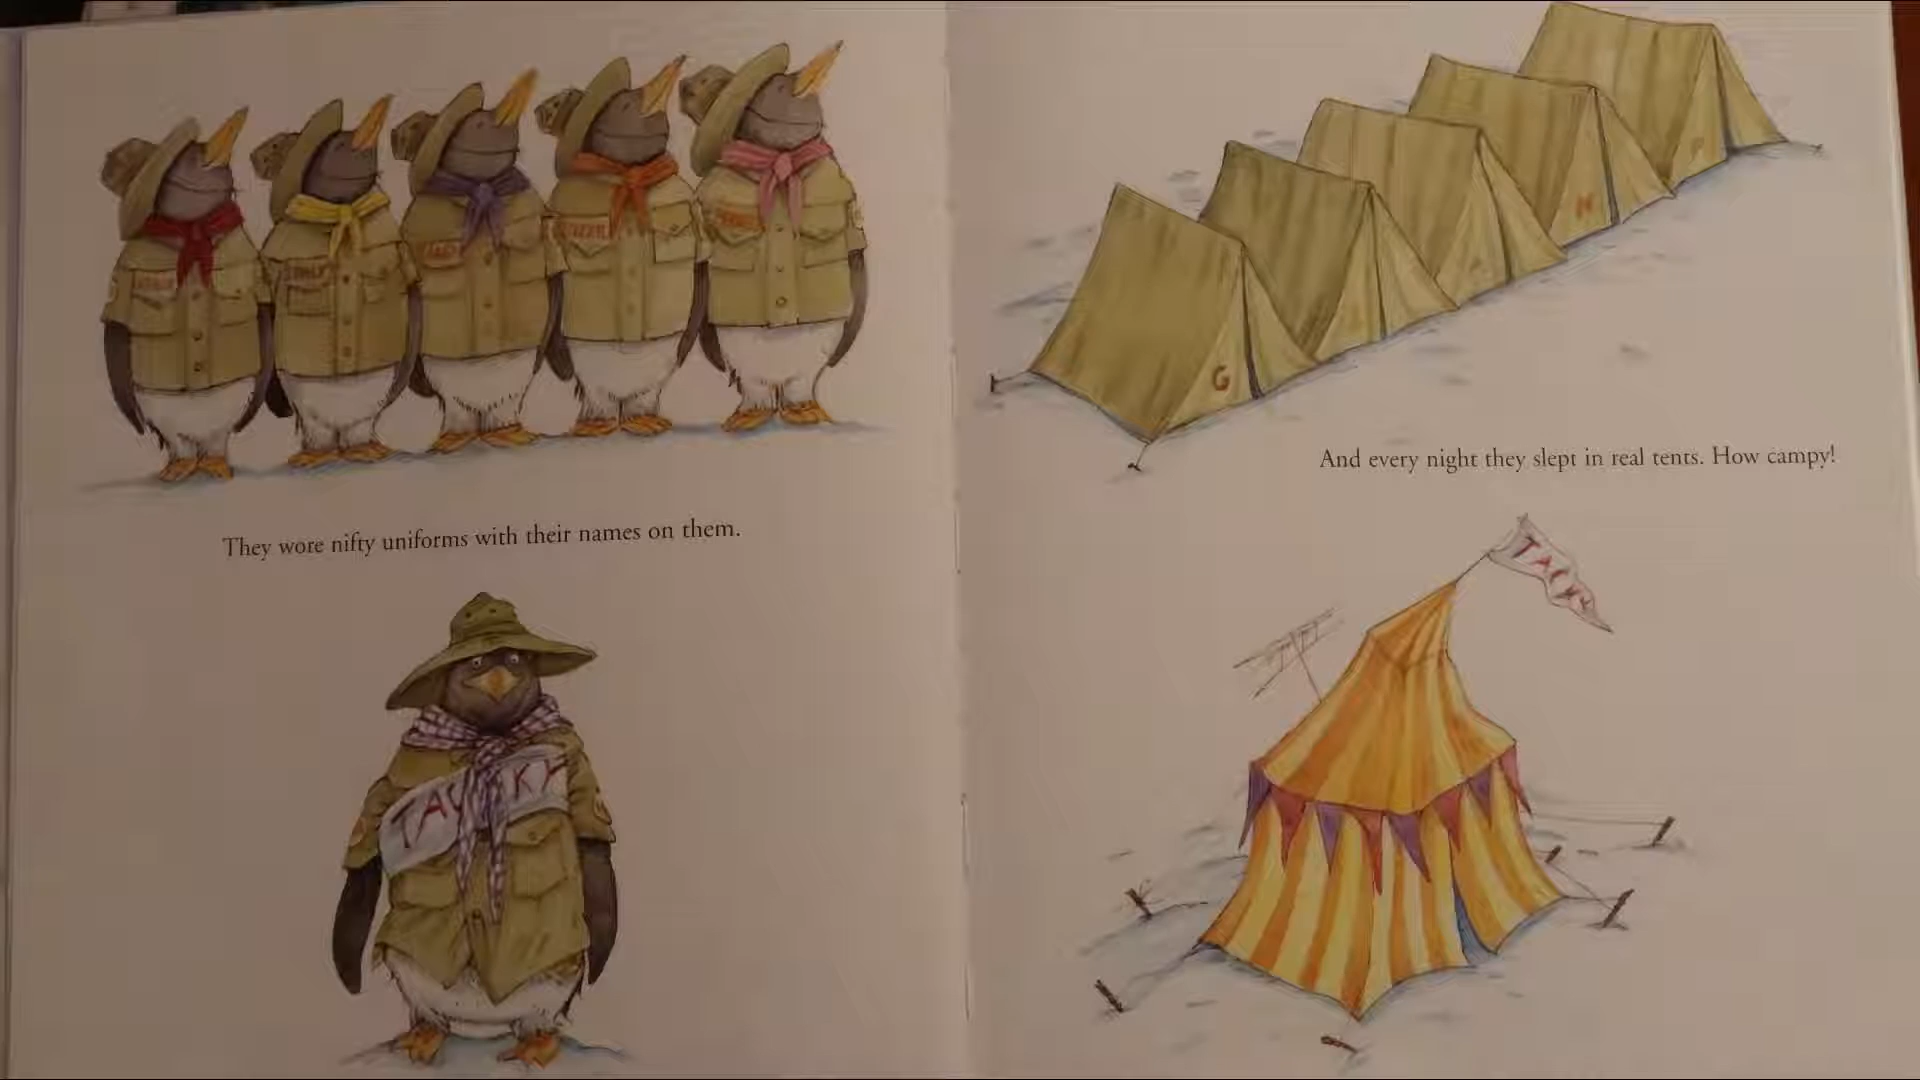 They wore nifty uniforms with their names on them.
TACKY
And every night they slept in real tents. How campy!
G
N
P
TACKY